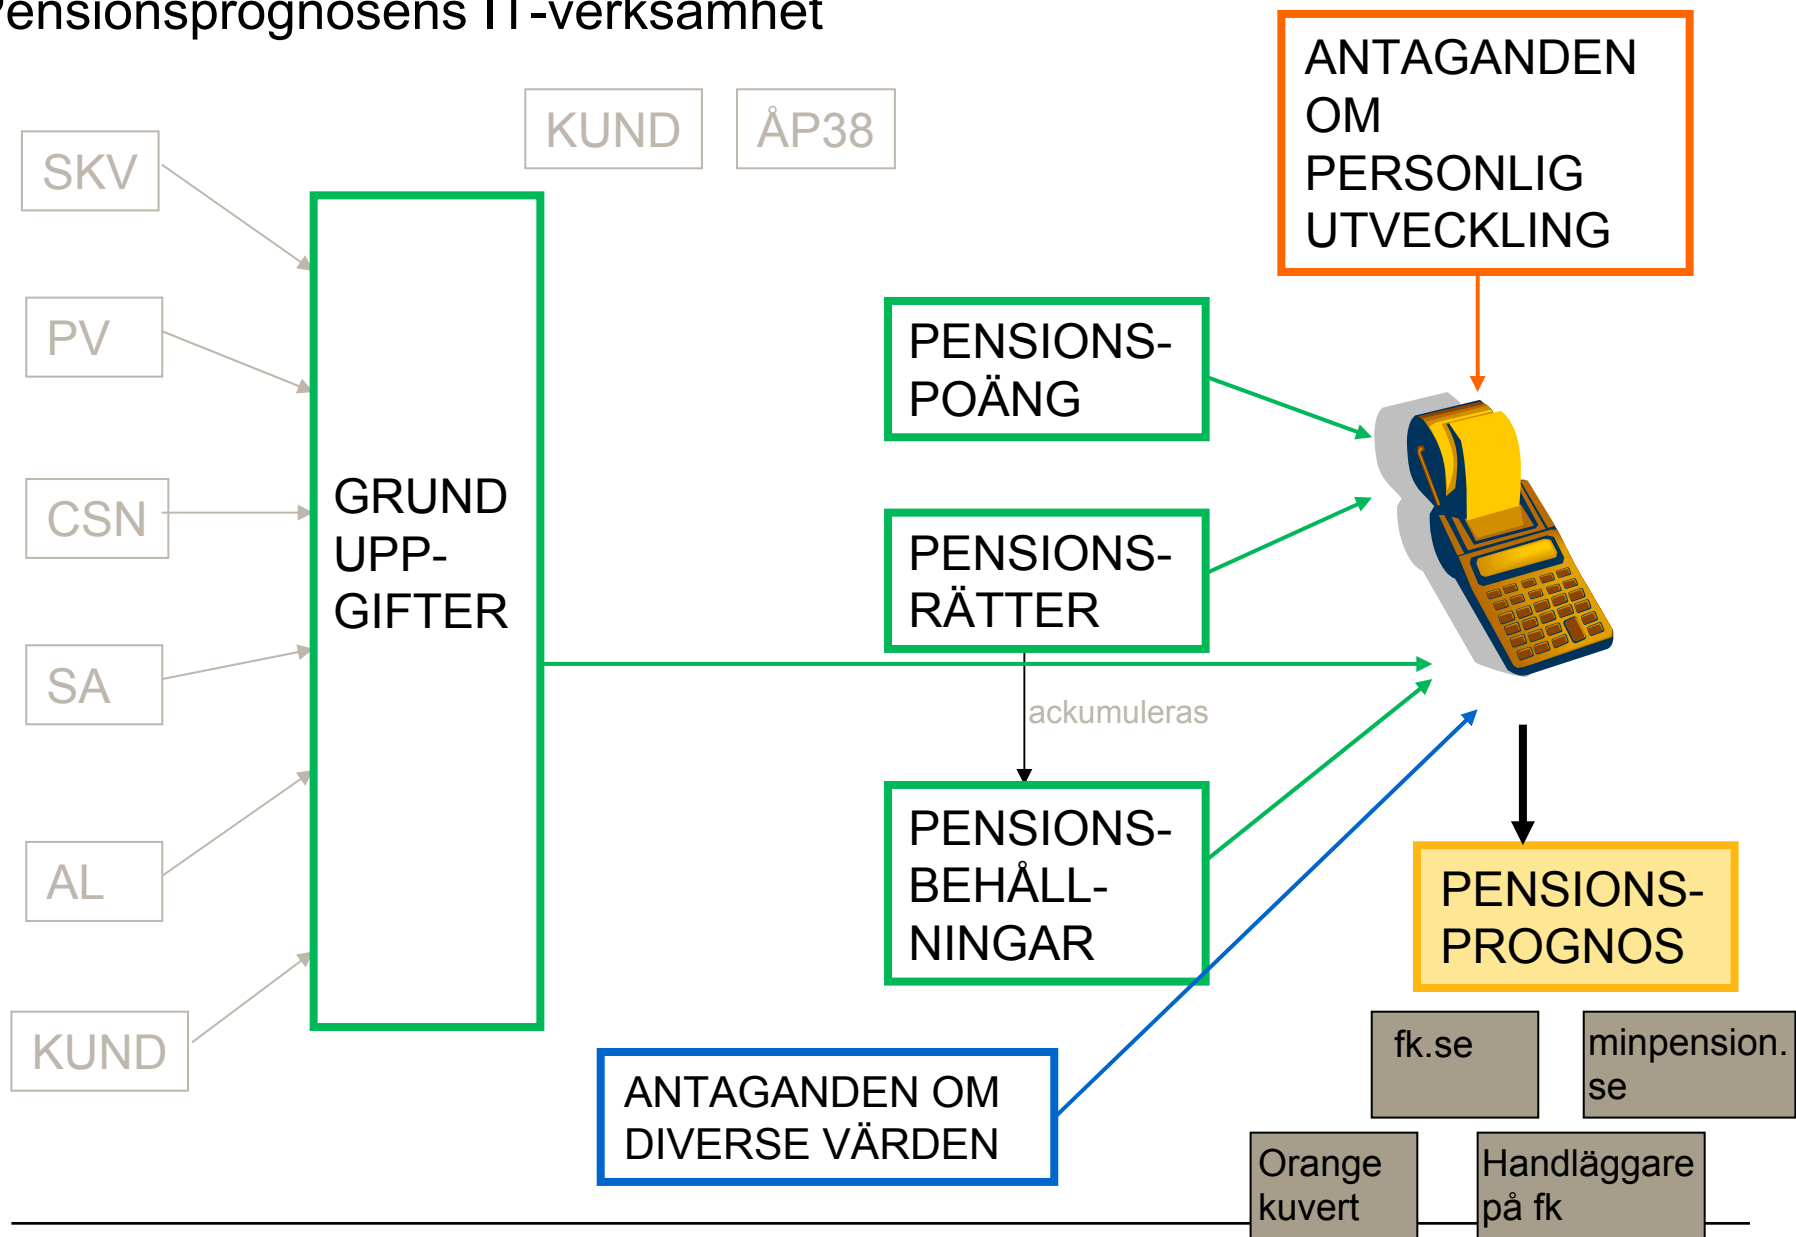 Pensionsprognosens IT-verksamhet
ANTAGANDEN
OM
PERSONLIG
UTVECKLING
KUND
ÅP38
SKV
PV
CSN
SA
AL
KUND
GRUND
UPP-
GIFTER
PENSIONS-
POÄNG
PENSIONS-
RÄTTER
ackumuleras
PENSIONS-
BEHÅLL-
NINGAR
ANTAGANDEN OM
DIVERSE VÄRDEN
PENSIONS-
PROGNOS
fk.se
minpension.
se
Orange
kuvert
Handläggare
på fk